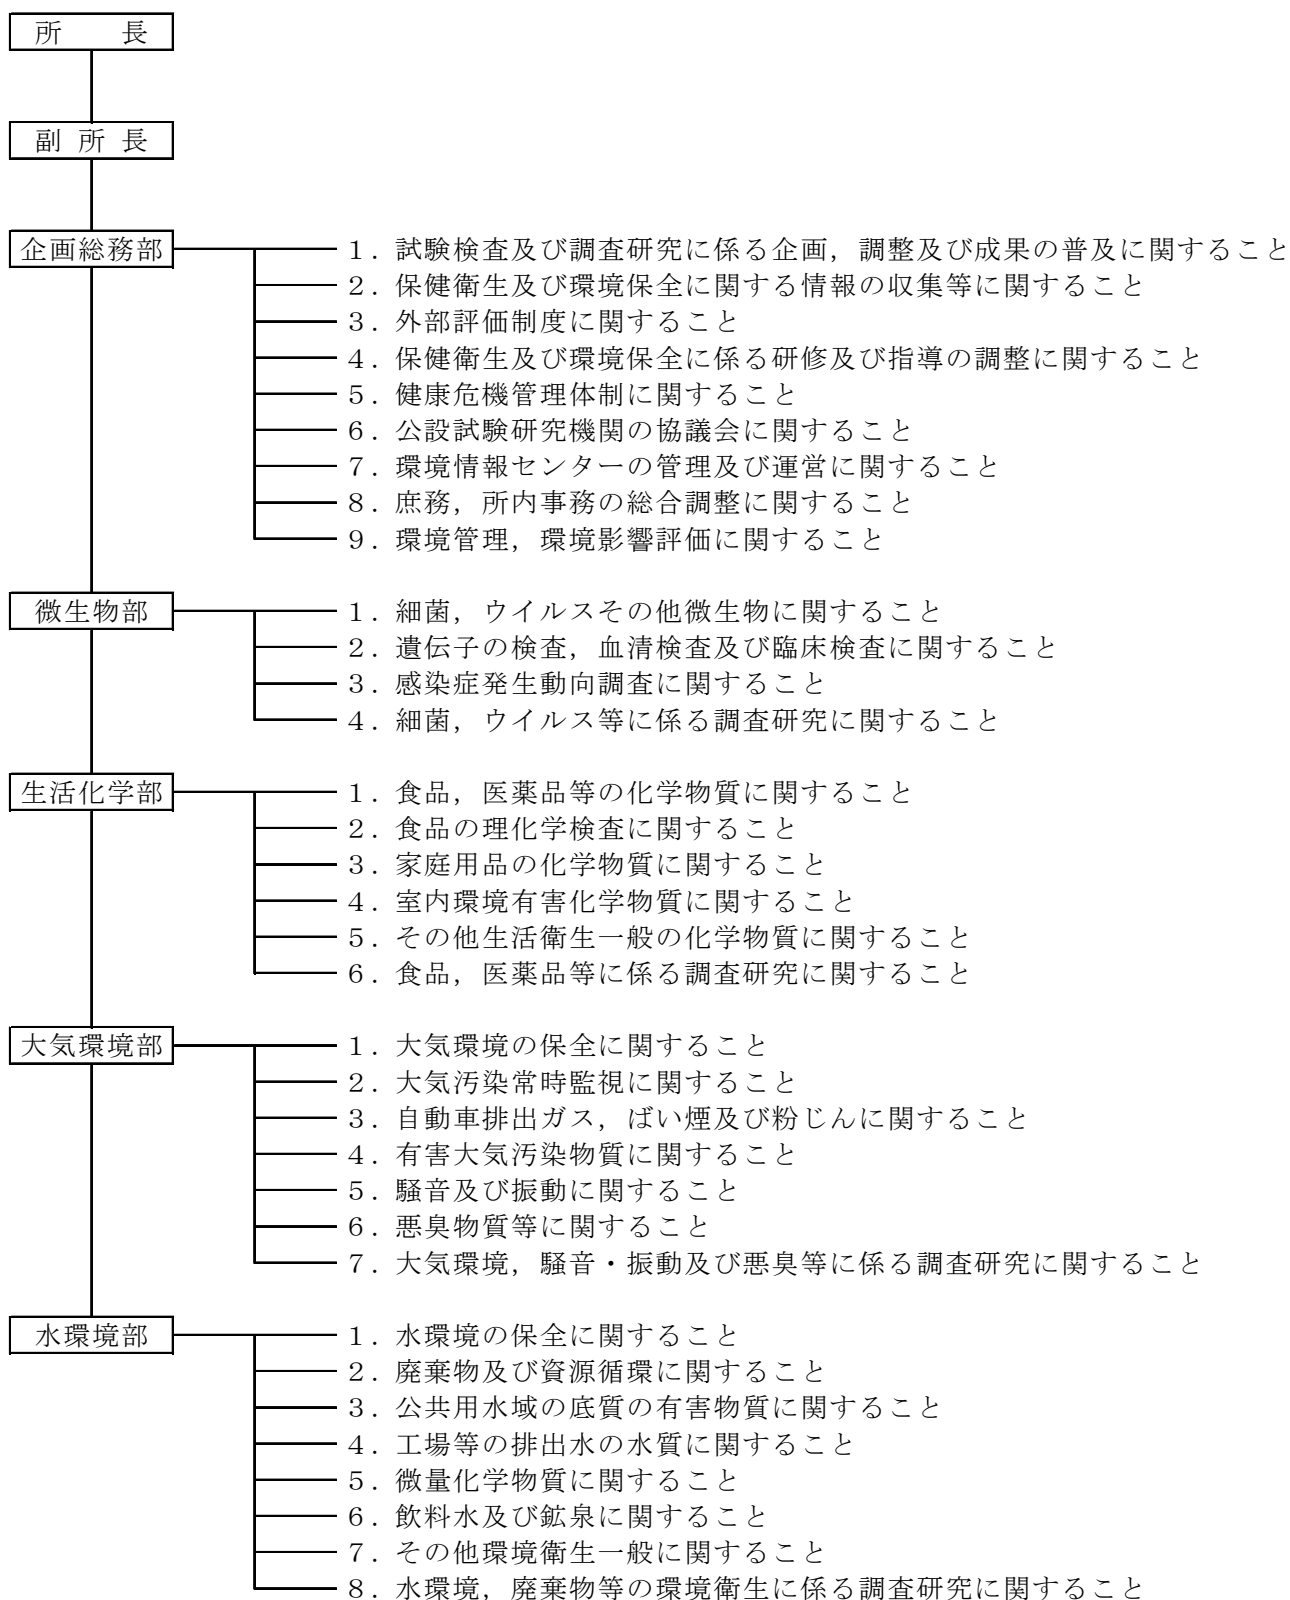 所　　長
副 所 長
企画総務部
１．試験検査及び調査研究に係る企画，調整及び成果の普及に関すること
２．保健衛生及び環境保全に関する情報の収集等に関すること
３．外部評価制度に関すること
４．保健衛生及び環境保全に係る研修及び指導の調整に関すること
５．健康危機管理体制に関すること
６．公設試験研究機関の協議会に関すること
７．環境情報センターの管理及び運営に関すること
８．庶務，所内事務の総合調整に関すること
９．環境管理，環境影響評価に関すること
微生物部
１．細菌，ウイルスその他微生物に関すること
２．遺伝子の検査，血清検査及び臨床検査に関すること
３．感染症発生動向調査に関すること
４．細菌，ウイルス等に係る調査研究に関すること
生活化学部
１．食品，医薬品等の化学物質に関すること
２．食品の理化学検査に関すること
３．家庭用品の化学物質に関すること
４．室内環境有害化学物質に関すること
５．その他生活衛生一般の化学物質に関すること
６．食品，医薬品等に係る調査研究に関すること
大気環境部
１．大気環境の保全に関すること
２．大気汚染常時監視に関すること
３．自動車排出ガス，ばい煙及び粉じんに関すること
４．有害大気汚染物質に関すること
５．騒音及び振動に関すること
６．悪臭物質等に関すること
７．大気環境，騒音・振動及び悪臭等に係る調査研究に関すること
水環境部
１．水環境の保全に関すること
２．廃棄物及び資源循環に関すること
３．公共用水域の底質の有害物質に関すること
４．工場等の排出水の水質に関すること
５．微量化学物質に関すること
６．飲料水及び鉱泉に関すること
７．その他環境衛生一般に関すること
８．水環境，廃棄物等の環境衛生に係る調査研究に関すること